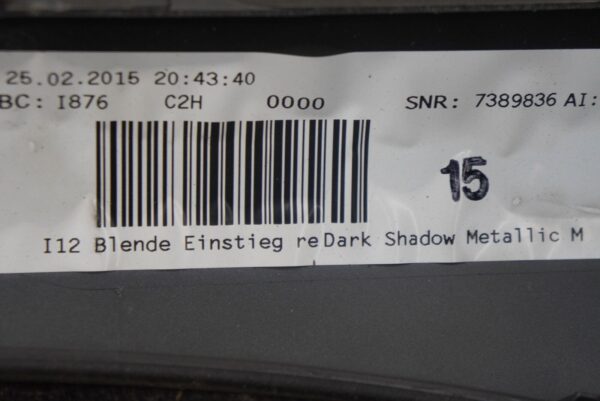 25.02.2015 20:43:40
BC: I876 C2H 0000 SNR: 7389836 AI:
15
I12 Blende Einstieg reDark Shadow Metallic M